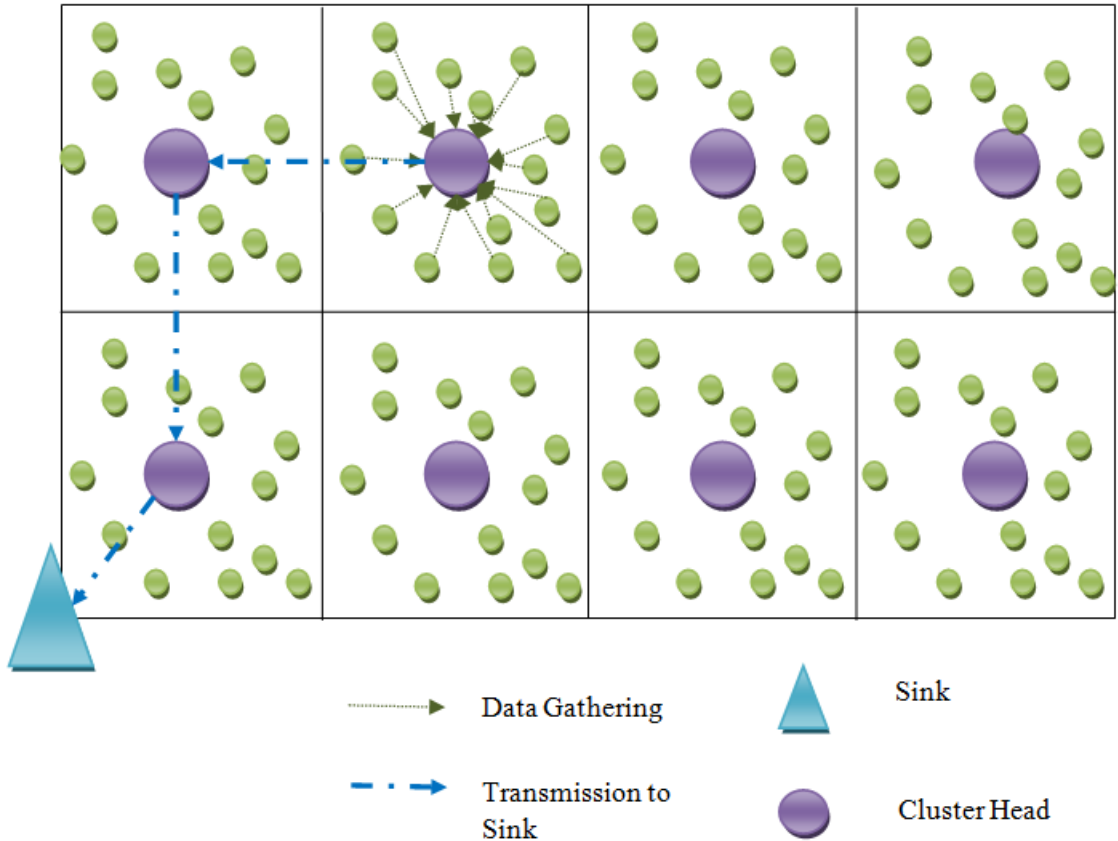 Data Gathering
Sink
Transmission to
Sink
Cluster Head